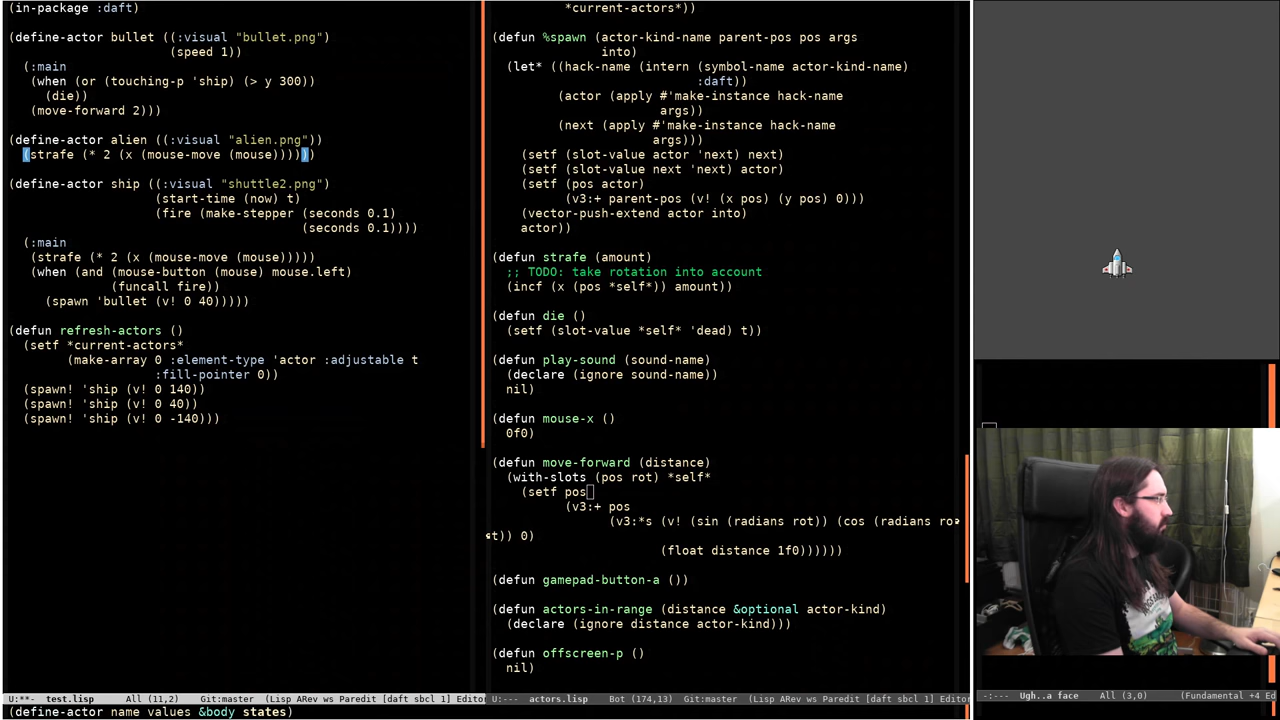 (in-package :daft)
(define-actor bullet ((:visual "bullet.png")
(speed 1))
(:main
(when (or (touching-p 'ship) (> y 300))
(die))
(move-forward 2)))
(define-actor alien ((:visual "alien.png"))
(strafe (* 2 (x (mouse-move (mouse)))))
(define-actor ship ((:visual "shuttle2.png")
(start-time (now) t)
(fire (make-stepper (seconds 0.1)
(seconds 0.1))))
(:main
(strafe (* 2 (x (mouse-move (mouse)))))
(when (and (mouse-button (mouse) mouse.left)
(funcall fire))
(spawn 'bullet (v! 0 40)))))
(defun refresh-actors ()
(setf *current-actors*
(make-array 0 :element-type 'actor :adjustable t
:fill-pointer 0))
(spawn! 'ship (v! 0 140))
(spawn! 'ship (v! 0 40))
(spawn! 'ship (v! 0 -140)))
U:**- test.lisp All (11,2) Git:master (Lisp ARev ws Paredit [daft sbcl 1] Editor
(define-actor name values &body states)
*current-actors*))
(defun %spawn (actor-kind-name parent-pos pos args
into)
(let* ((hack-name (intern (symbol-name actor-kind-name)
:daft))
(actor (apply #'make-instance hack-name
args))
(next (apply #'make-instance hack-name
args)))
(setf (slot-value actor 'next) next)
(setf (slot-value next 'next) actor)
(setf (pos actor)
(v3:+ parent-pos (v! (x pos) (y pos) 0)))
(vector-push-extend actor into)
actor))
(defun strafe (amount)
;; TODO: take rotation into account
(incf (x (pos *self*)) amount))
(defun die ()
(setf (slot-value *self* 'dead) t))
(defun play-sound (sound-name)
(declare (ignore sound-name))
nil)
(defun mouse-x ()
0f0)
(defun move-forward (distance)
(with-slots (pos rot) *self*
(setf pos
(v3:+ pos
(v3:*s (v! (sin (radians rot)) (cos (radians ro
t)) 0)
(float distance 1f0))))))
(defun gamepad-button-a ())
(defun actors-in-range (distance &optional actor-kind)
(declare (ignore distance actor-kind)))
(defun offscreen-p ()
nil)
U:--- actors.lisp Bot (174,13) Git:master (Lisp ARev ws Paredit [daft sbcl 1] Editor
-:--- Ugh..a face All (3,0) (Fundamental +4 Ed